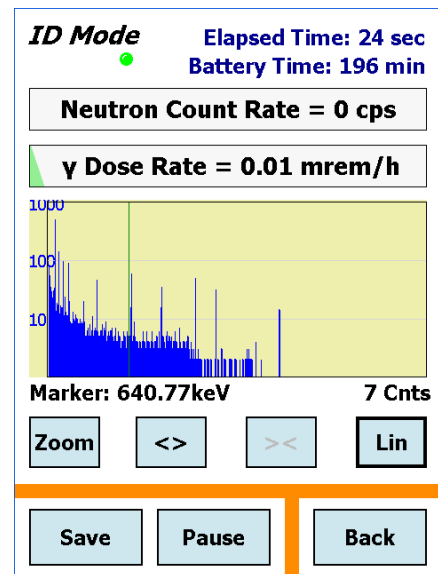 ID Mode
Elapsed Time: 24 sec
Battery Time: 196 min
Neutron Count Rate = 0 cps
γ Dose Rate = 0.01 mrem/h
1000
100
10
Marker: 640.77keV 7 Cnts
Zoom <> >< Lin
Save Pause Back